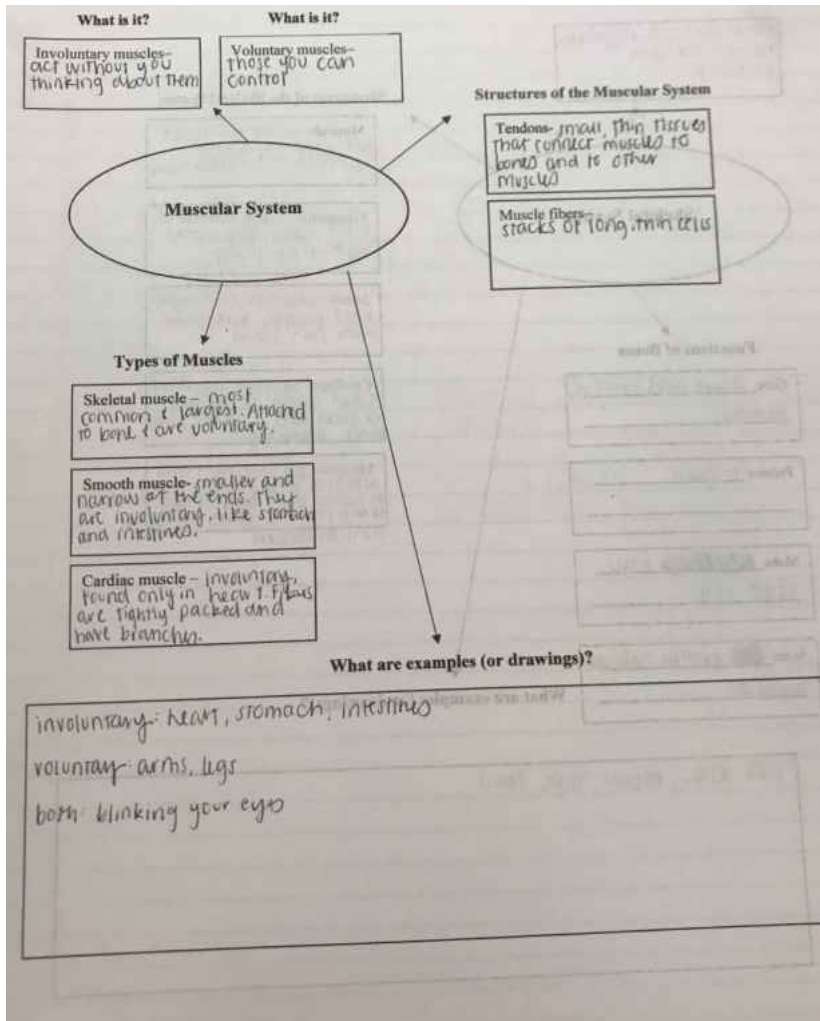 What is it?
What is it?
Involuntary muscles–
act without you
thinking about them
Voluntary muscles–
those you can
control
Structures of the Muscular System
Tendons- small, thin tissues
that connect muscles to
bones and to other
muscles
Muscle fibers–
stacks of long, thin cells
Muscular System
Types of Muscles
Skeletal muscle – most
common & largest. Attached
to bone & are voluntary.
Smooth muscle- smaller and
narrow at the ends. They
are involuntary, like stomach
and intestines.
Cardiac muscle – involuntary,
found only in heart. Fibers
are tightly packed and
have branches.
What are examples (or drawings)?
involuntary: heart, stomach, intestines
voluntay: arms, legs
both: blinking your eyes